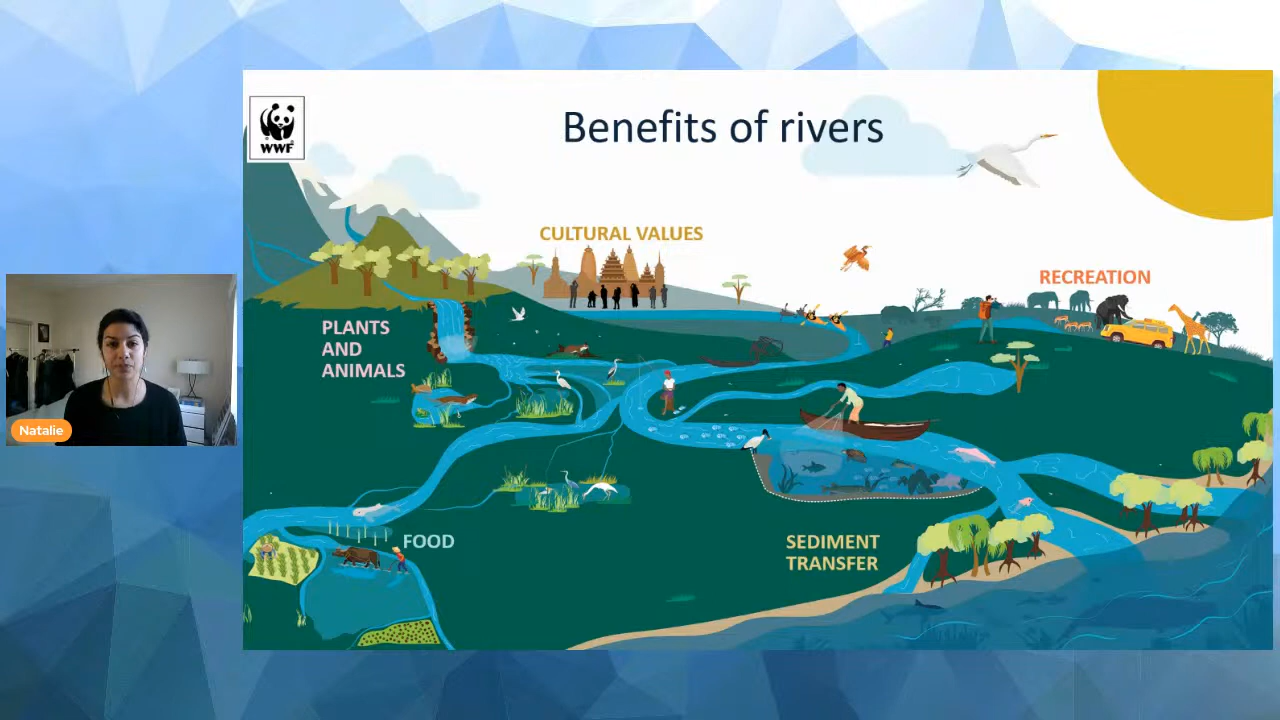 WWF
Benefits of rivers
CULTURAL VALUES
RECREATION
PLANTS
AND
ANIMALS
Natalie
FOOD
SEDIMENT
TRANSFER